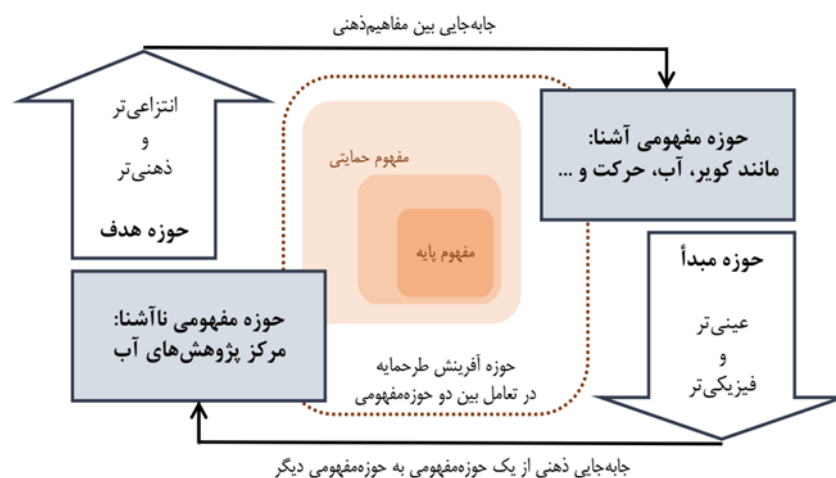 جابه‌جایی بین مفاهیم‌ذهنی
حوزه مفهومی آشنا:
مانند کویر، آب، حرکت و ...
انتزاعی‌تر
و
ذهنی‌تر
حوزه هدف
مفهوم حمایتی
مفهوم پایه
حوزه مبدأ
عینی‌تر
و
فیزیکی‌تر
حوزه مفهومی ناآشنا:
مرکز پژوهش‌های آب
حوزه آفرینش طرحمایه
در تعامل بین دو حوزه‌مفهومی
جابه‌جایی ذهنی از یک حوزه‌مفهومی به حوزه‌مفهومی دیگر